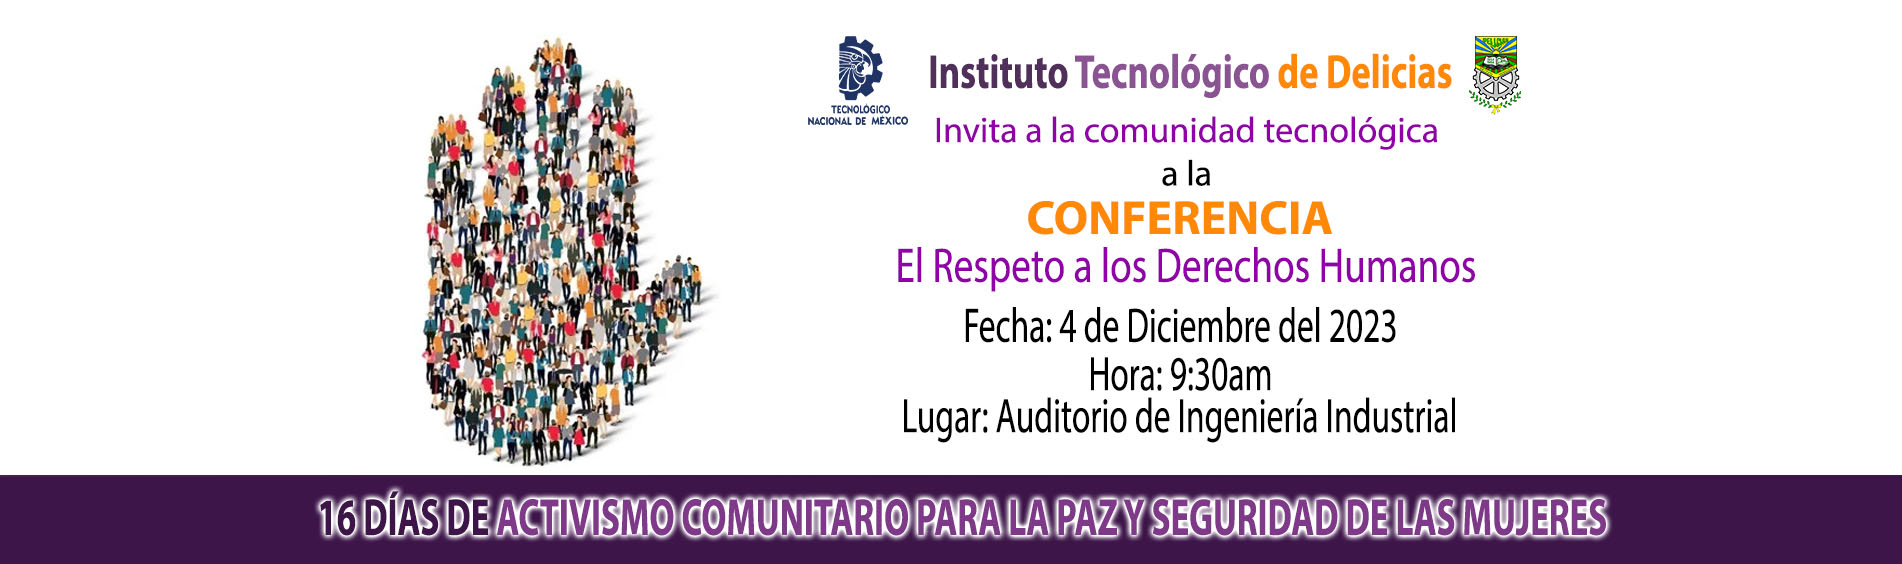 TECNOLÓGICO
NACIONAL DE MÉXICO
Instituto Tecnológico de Delicias
Invita a la comunidad tecnológica
a la
CONFERENCIA
El Respeto a los Derechos Humanos
Fecha: 4 de Diciembre del 2023
Hora: 9:30am
Lugar: Auditorio de Ingeniería Industrial
16 DÍAS DE ACTIVISMO COMUNITARIO PARA LA PAZ Y SEGURIDAD DE LAS MUJERES